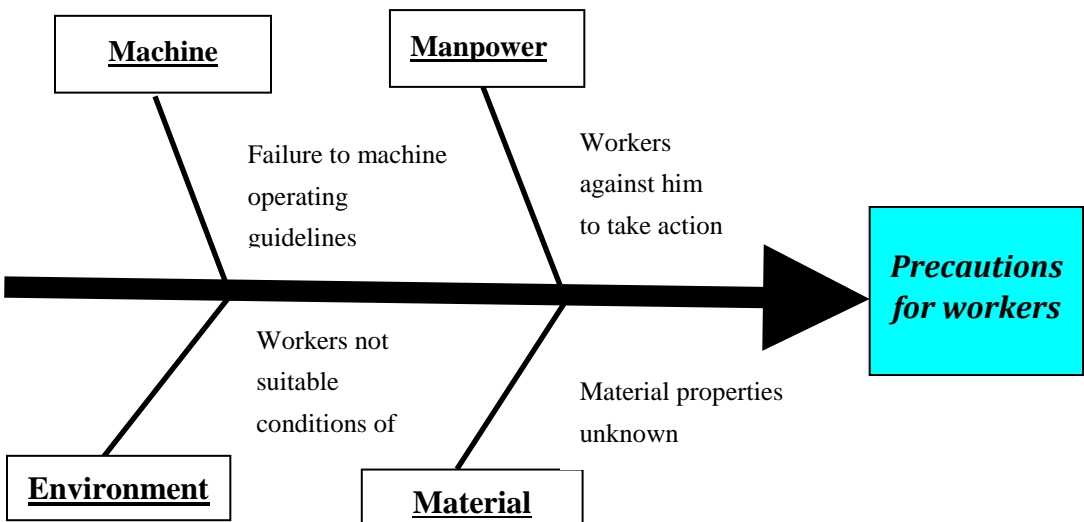 Machine
Manpower
Failure to machine
operating
guidelines
Workers
against him
to take action
Precautions
for workers
Workers not
suitable
conditions of
Material properties
unknown
Environment
Material